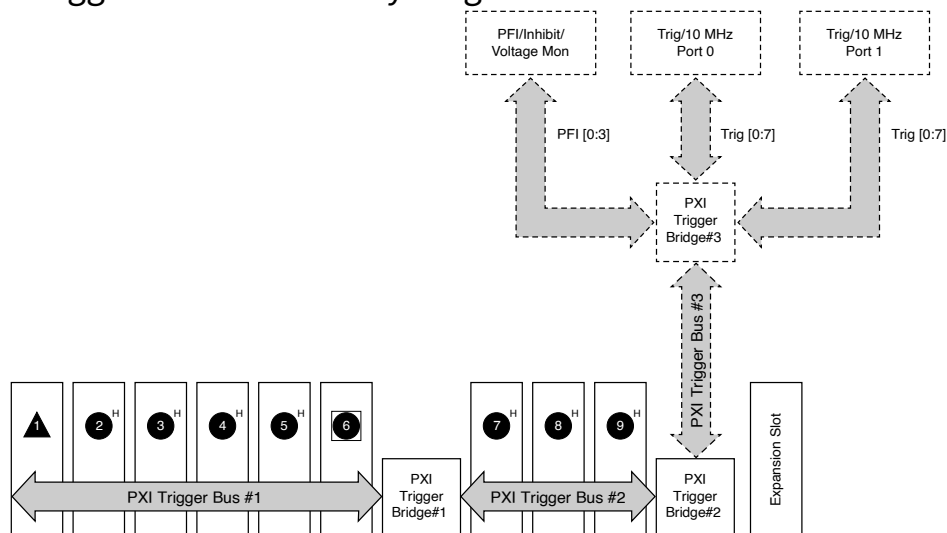 PFI/Inhibit/
Voltage Mon
Trig/10 MHz
Port 0
Trig/10 MHz
Port 1
PFI [0:3]
Trig [0:7]
Trig [0:7]
PXI
Trigger
Bridge#3
PXI Trigger Bus #3
1
2 H
3 H
4 H
5 H
6
7 H
8 H
9 H
PXI Trigger Bus #1
PXI
Trigger
Bridge#1
PXI Trigger Bus #2
PXI
Trigger
Bridge#2
Expansion Slot